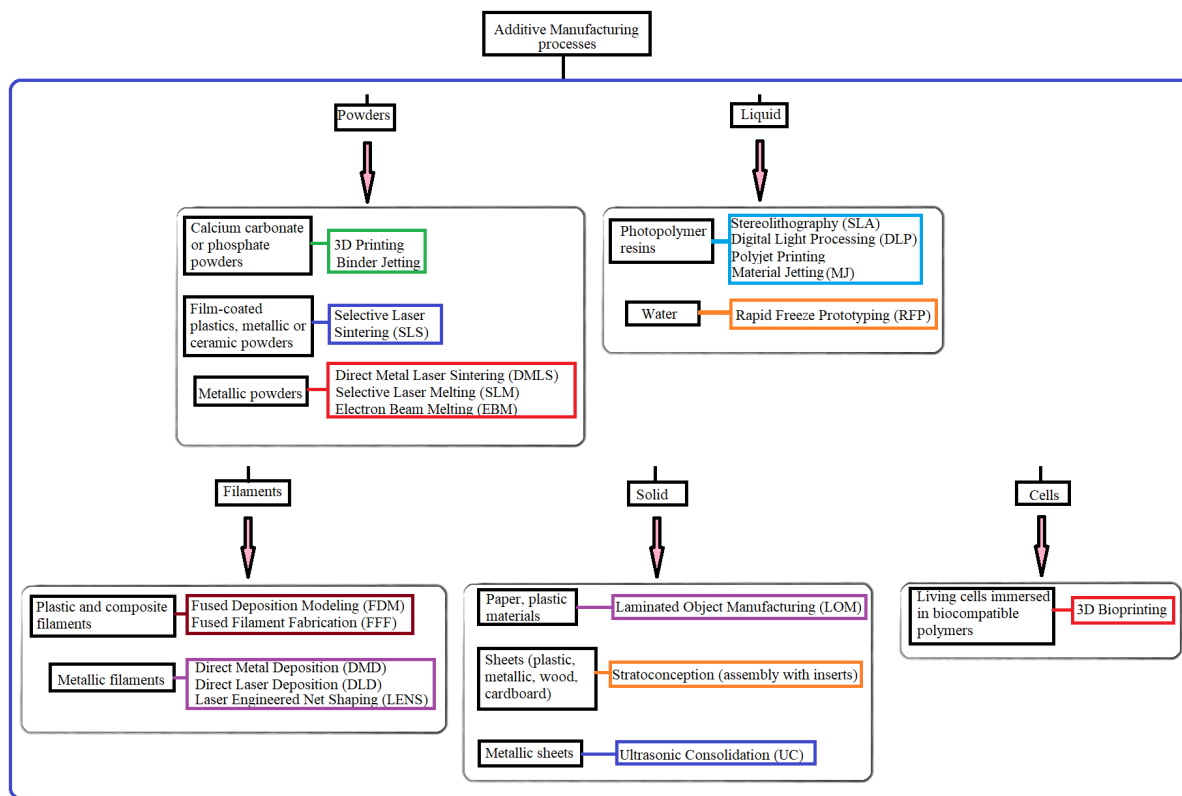 Additive Manufacturing
processes
Powders
Liquid
Calcium carbonate
or phosphate
powders
3D Printing
Binder Jetting
Film-coated
plastics, metallic or
ceramic powders
Selective Laser
Sintering (SLS)
Metallic powders
Direct Metal Laser Sintering (DMLS)
Selective Laser Melting (SLM)
Electron Beam Melting (EBM)
Photopolymer
resins
Stereolithography (SLA)
Digital Light Processing (DLP)
Polyjet Printing
Material Jetting (MJ)
Water
Rapid Freeze Prototyping (RFP)
Filaments
Solid
Cells
Plastic and composite
filaments
Fused Deposition Modeling (FDM)
Fused Filament Fabrication (FFF)
Metallic filaments
Direct Metal Deposition (DMD)
Direct Laser Deposition (DLD)
Laser Engineered Net Shaping (LENS)
Paper, plastic
materials
Laminated Object Manufacturing (LOM)
Sheets (plastic,
metallic, wood,
cardboard)
Stratoconception (assembly with inserts)
Metallic sheets
Ultrasonic Consolidation (UC)
Living cells immersed
in biocompatible
polymers
3D Bioprinting